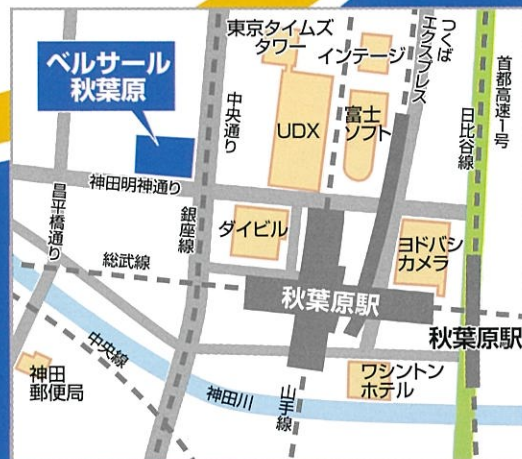 東京タイムズ
タワー
インテージ
つくば
エクスプレス
首都高速1号
日比谷線
ベルサール
秋葉原
中央通り
UDX
富士
ソフト
神田明神通り
昌平橋通り
銀座線
ダイビル
ヨドバシ
カメラ
総武線
秋葉原駅
秋葉原駅
中央線
神田
郵便局
神田川
山手線
ワシントン
ホテル